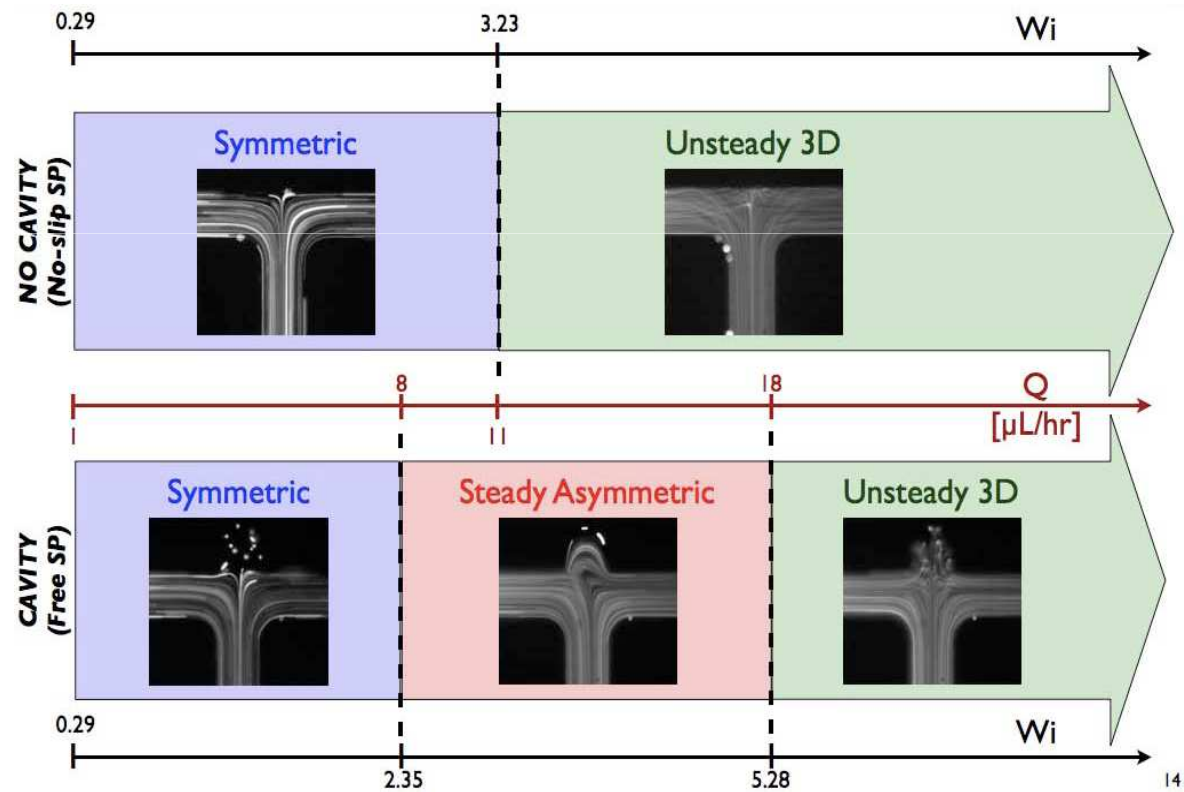 0.29
3.23
Wi
NO CAVITY
(No-slip SP)
Symmetric
Unsteady 3D
8
18
Q
1
11
[µL/hr]
CAVITY
(Free SP)
Symmetric
Steady Asymmetric
Unsteady 3D
0.29
Wi
2.35
5.28
14